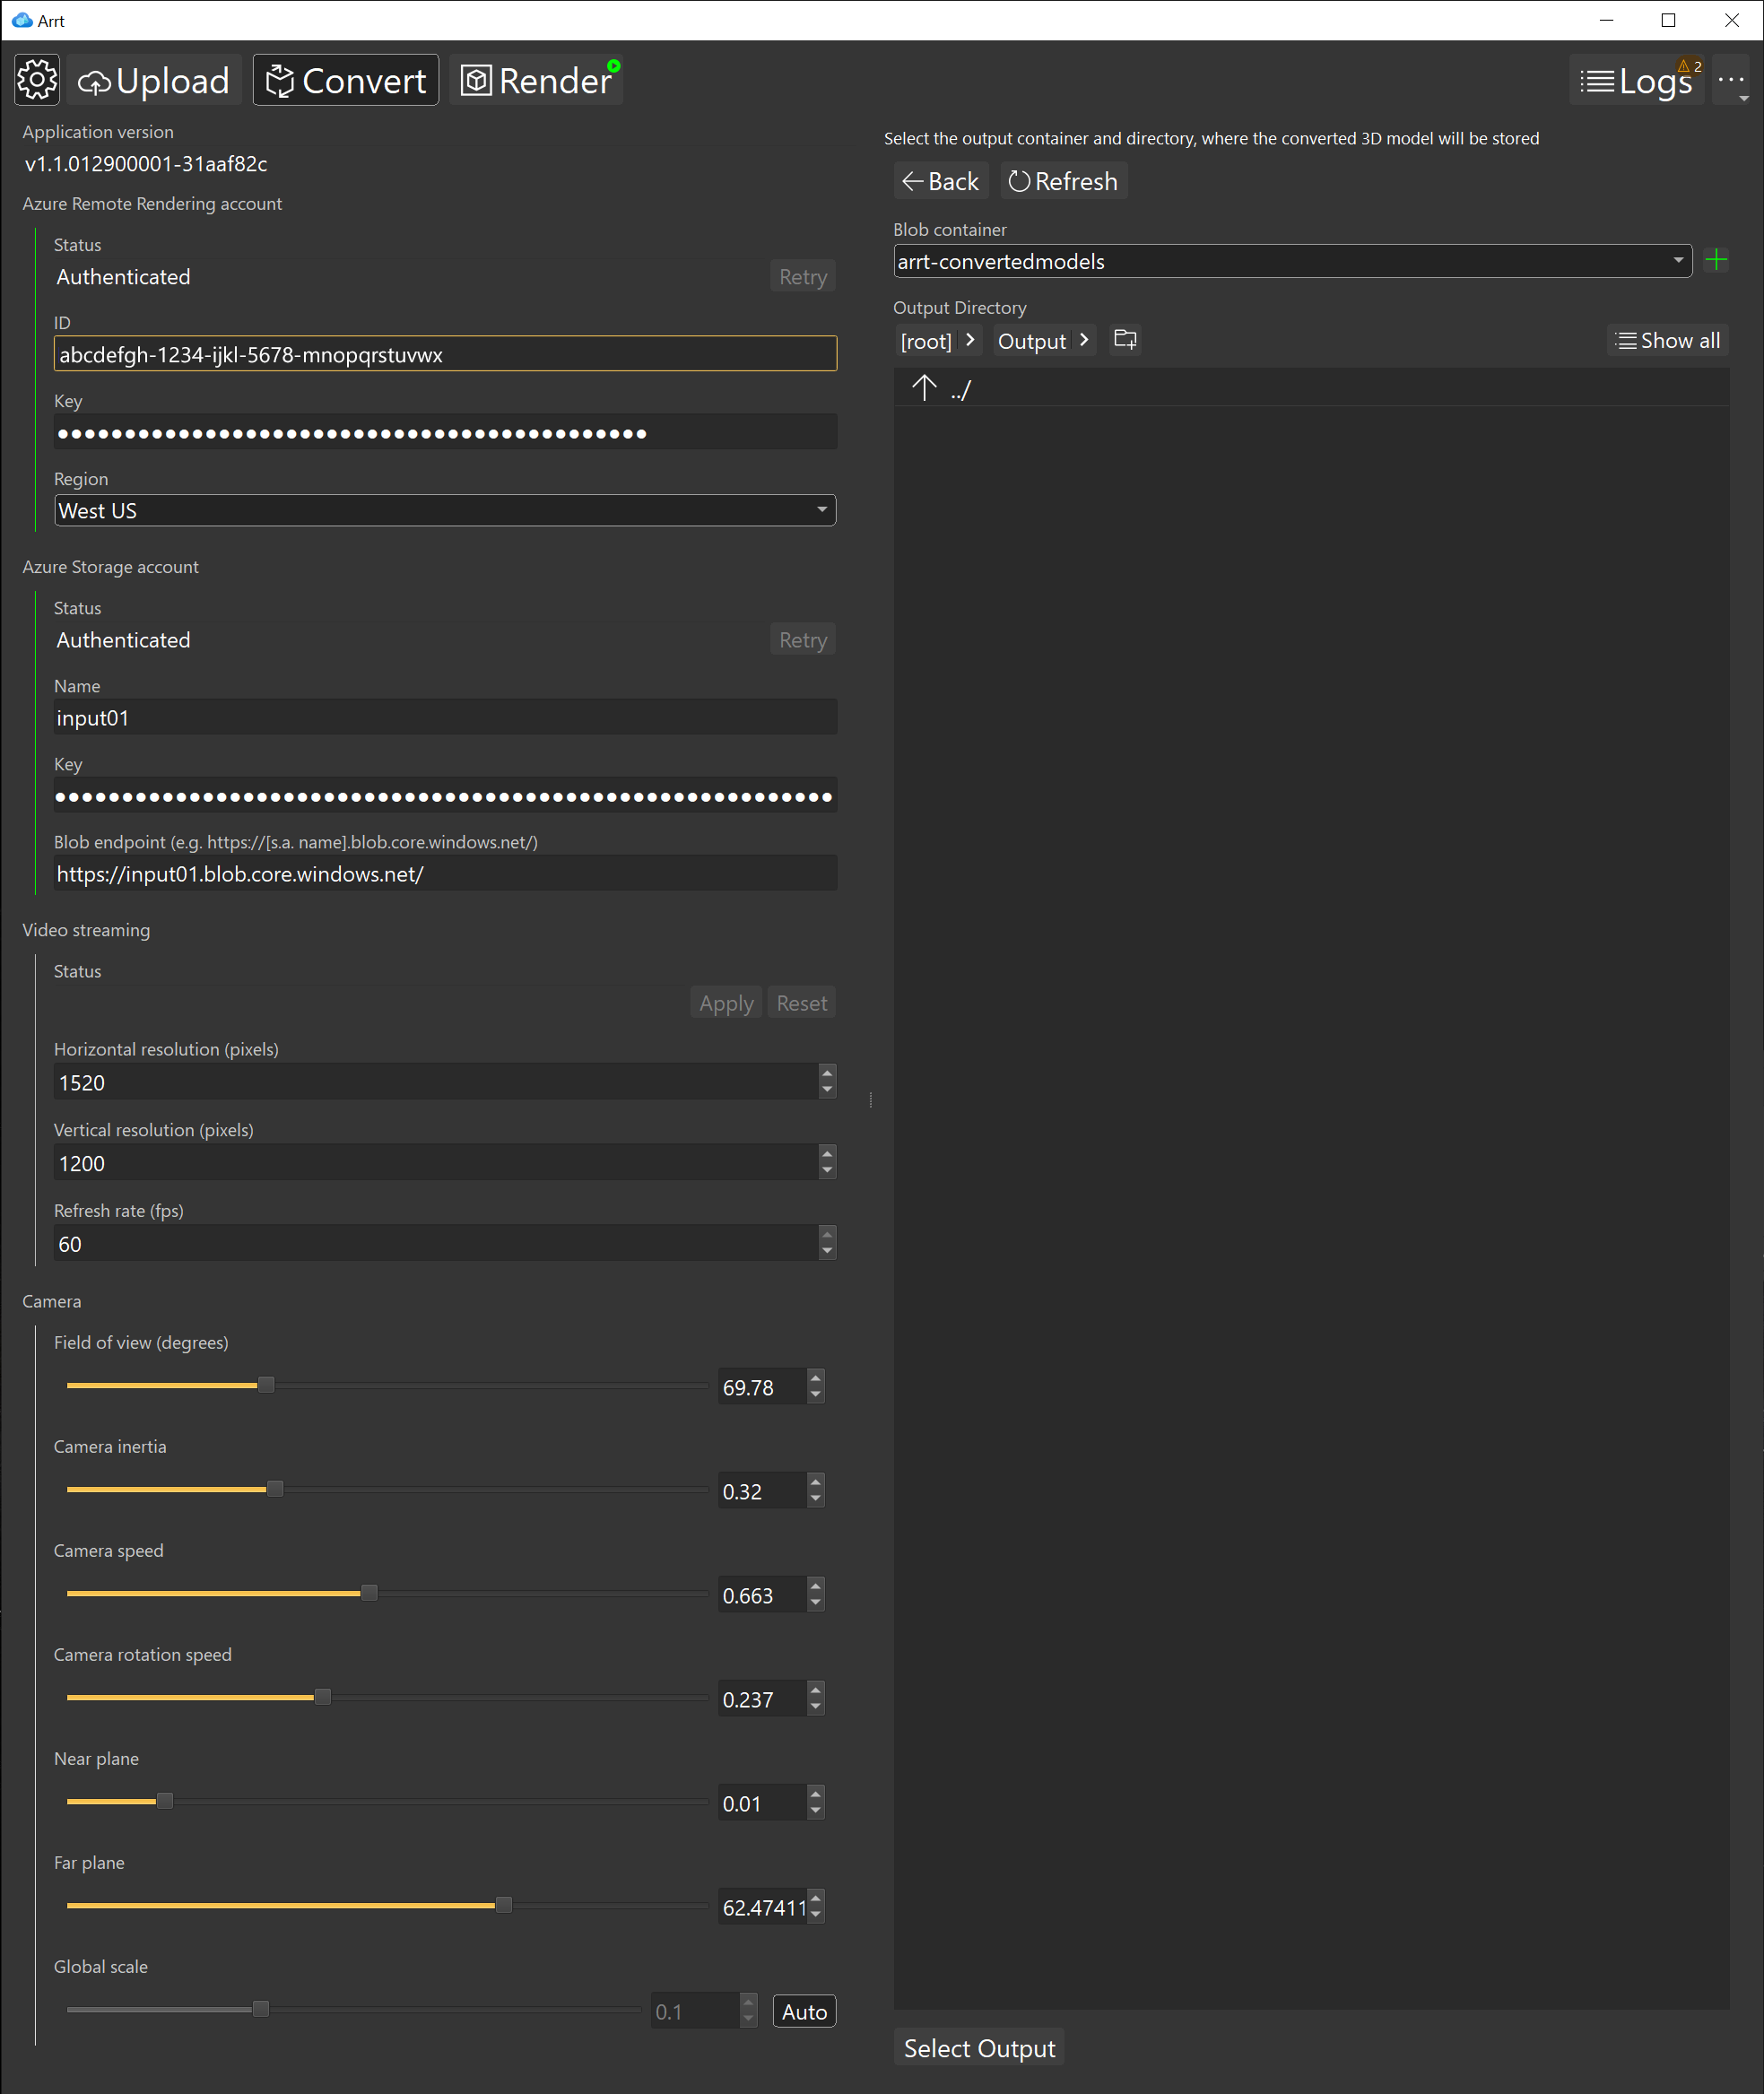 Arrt
Upload
Convert
Render
Logs
2
...
Application version
v1.1.012900001-31aaf82c
Azure Remote Rendering account
Status
Authenticated
Retry
ID
abcdefgh-1234-ijkl-5678-mnopqrstuvwx
Key
Region
West US
Azure Storage account
Status
Authenticated
Retry
Name
input01
Key
Blob endpoint (e.g. https://[s.a. name].blob.core.windows.net/)
https://input01.blob.core.windows.net/
Video streaming
Status
Apply
Reset
Horizontal resolution (pixels)
1520
Vertical resolution (pixels)
1200
Refresh rate (fps)
60
Camera
Field of view (degrees)
69.78
Camera inertia
0.32
Camera speed
0.663
Camera rotation speed
0.237
Near plane
0.01
Far plane
62.47411
Global scale
0.1
Auto
Select the output container and directory, where the converted 3D model will be stored
Back
Refresh
Blob container
arrt-convertedmodels
Output Directory
[root]
Output
Show all
../
Select Output